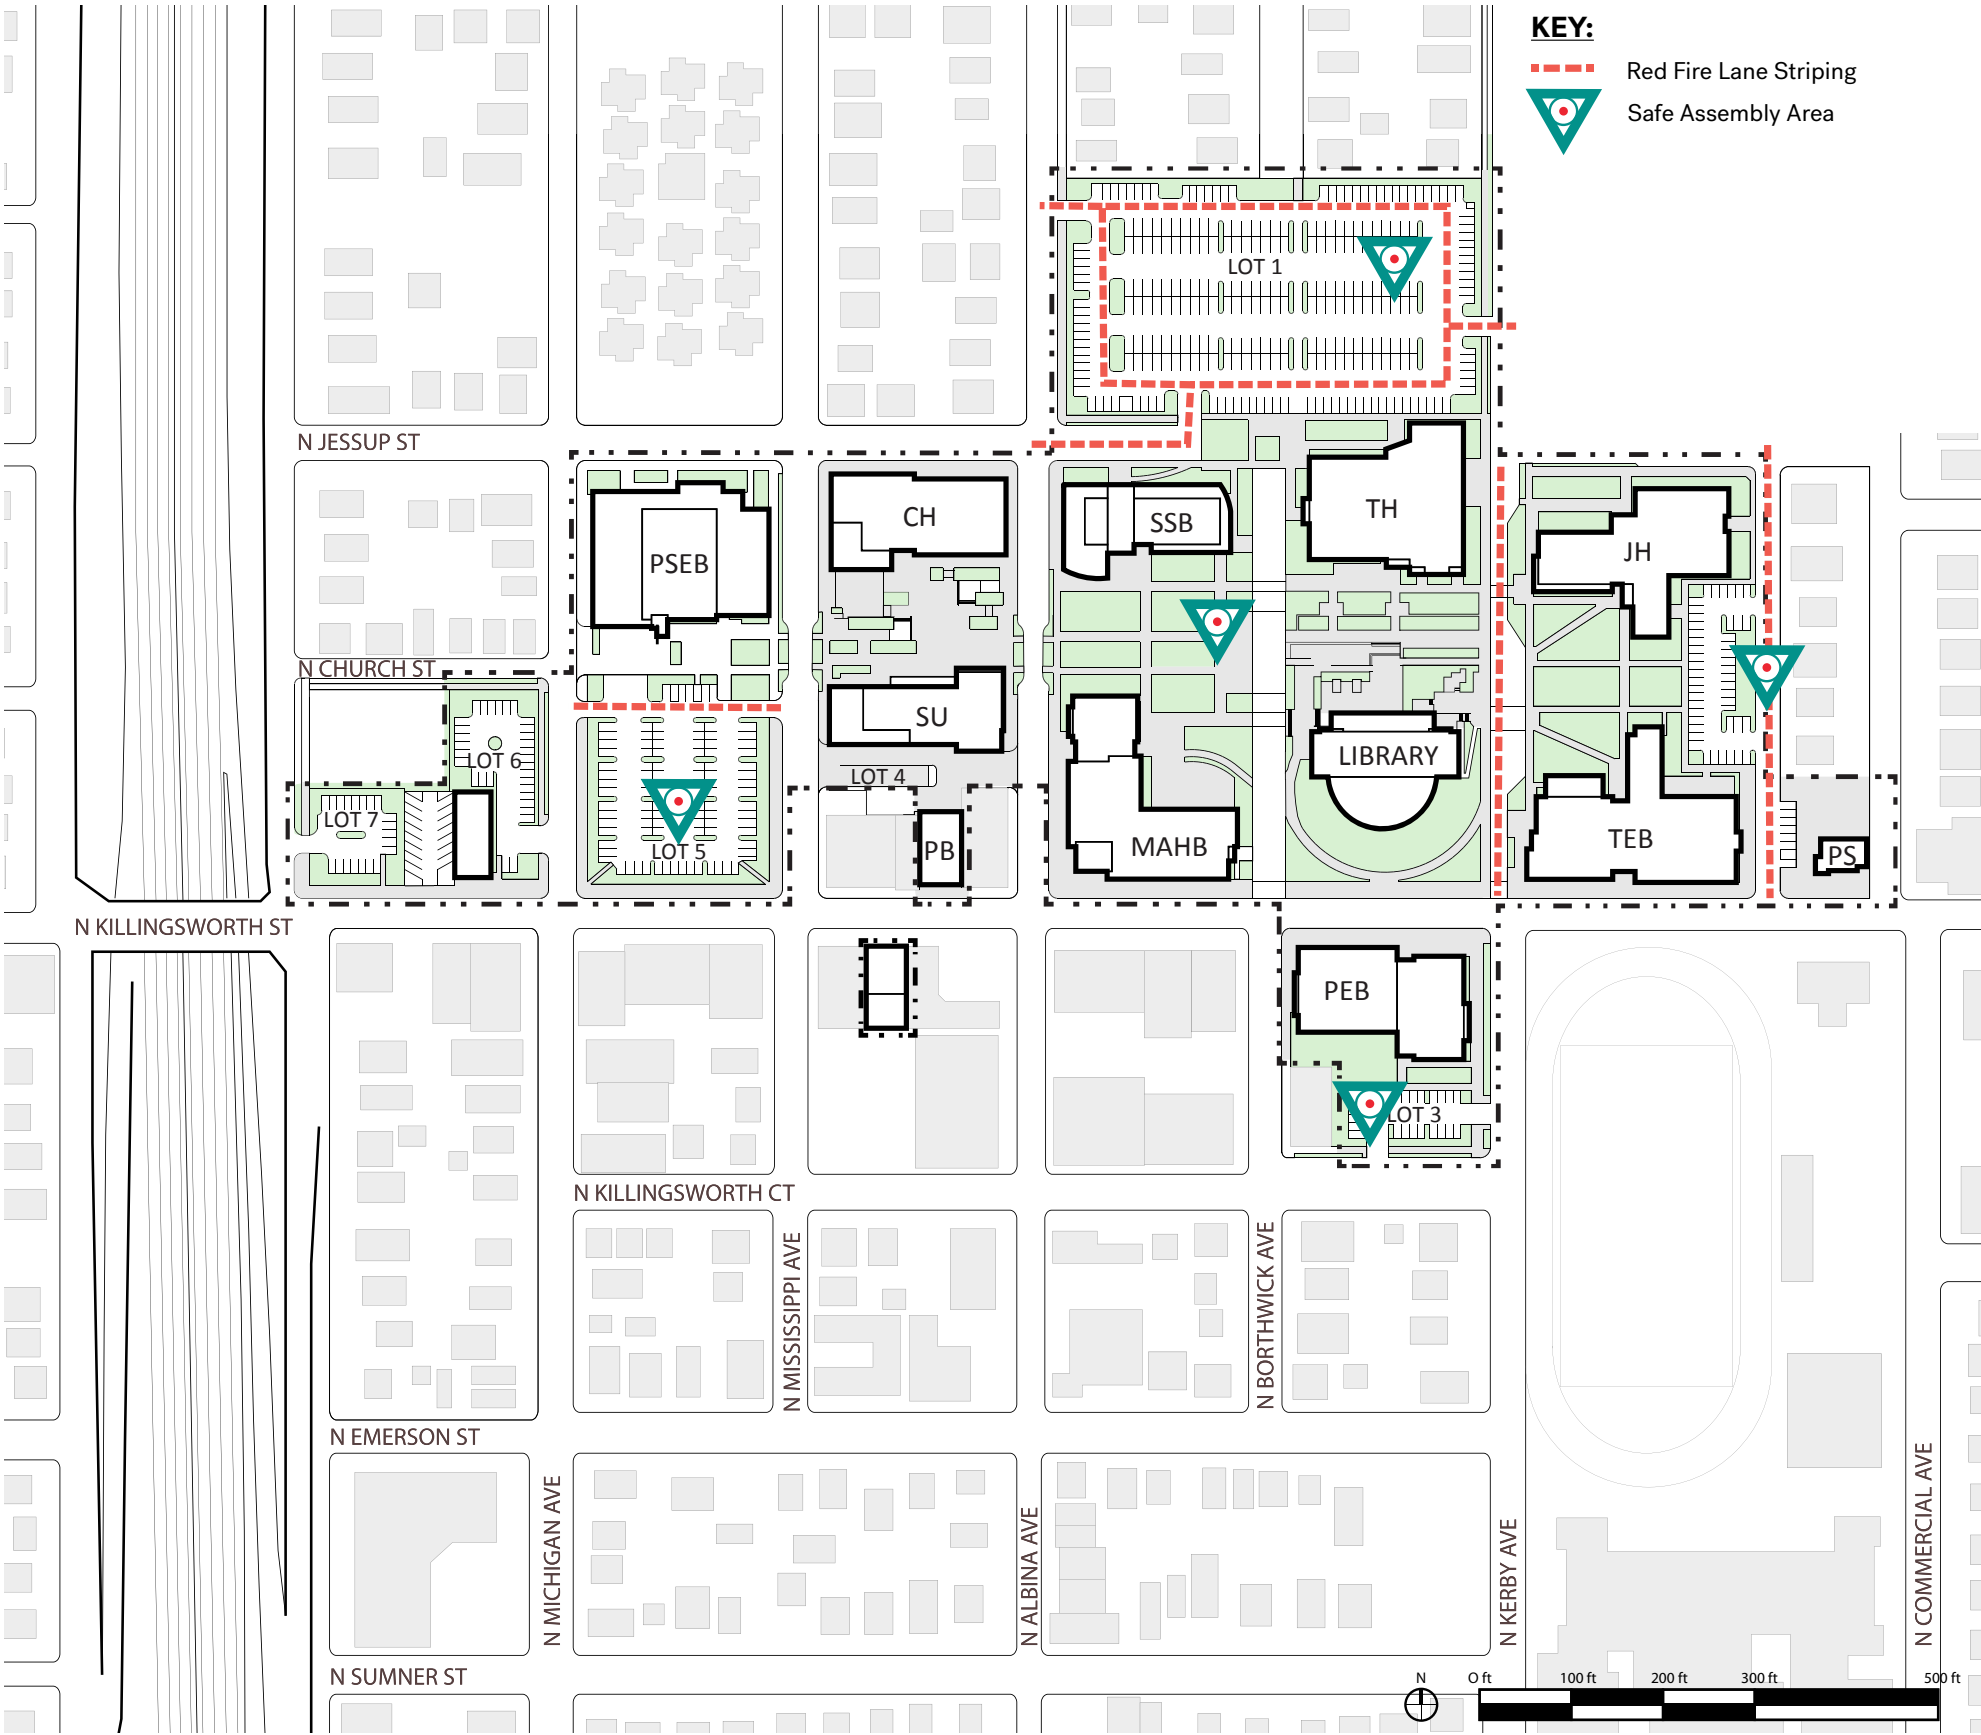 KEY:
Red Fire Lane Striping
Safe Assembly Area
LOT 1
N JESSUP ST
CH
SSB
TH
JH
PSEB
N CHURCH ST
SU
LOT 6
LOT 4
LIBRARY
LOT 7
LOT 5
PB
MAHB
TEB
PS
N KILLINGSWORTH ST
PEB
LOT 3
N KILLINGSWORTH CT
N MISSISSIPPI AVE
N BORTHWICK AVE
N EMERSON ST
N MICHIGAN AVE
N ALBINA AVE
N KERBY AVE
N COMMERCIAL AVE
N SUMNER ST
N
O ft
100 ft
200 ft
300 ft
500 ft